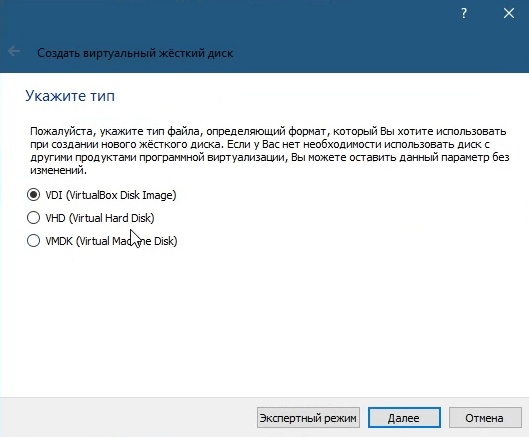 ?
Создать виртуальный жёсткий диск
Укажите тип
Пожалуйста, укажите тип файла, определяющий формат, который Вы хотите использовать
при создании нового жёсткого диска. Если у Вас нет необходимости использовать диск с
другими продуктами программной виртуализации, Вы можете оставить данный параметр без
изменений.
VDI (VirtualBox Disk Image)
VHD (Virtual Hard Disk)
VMDK (Virtual Machine Disk)
Экспертный режим Далее Отмена